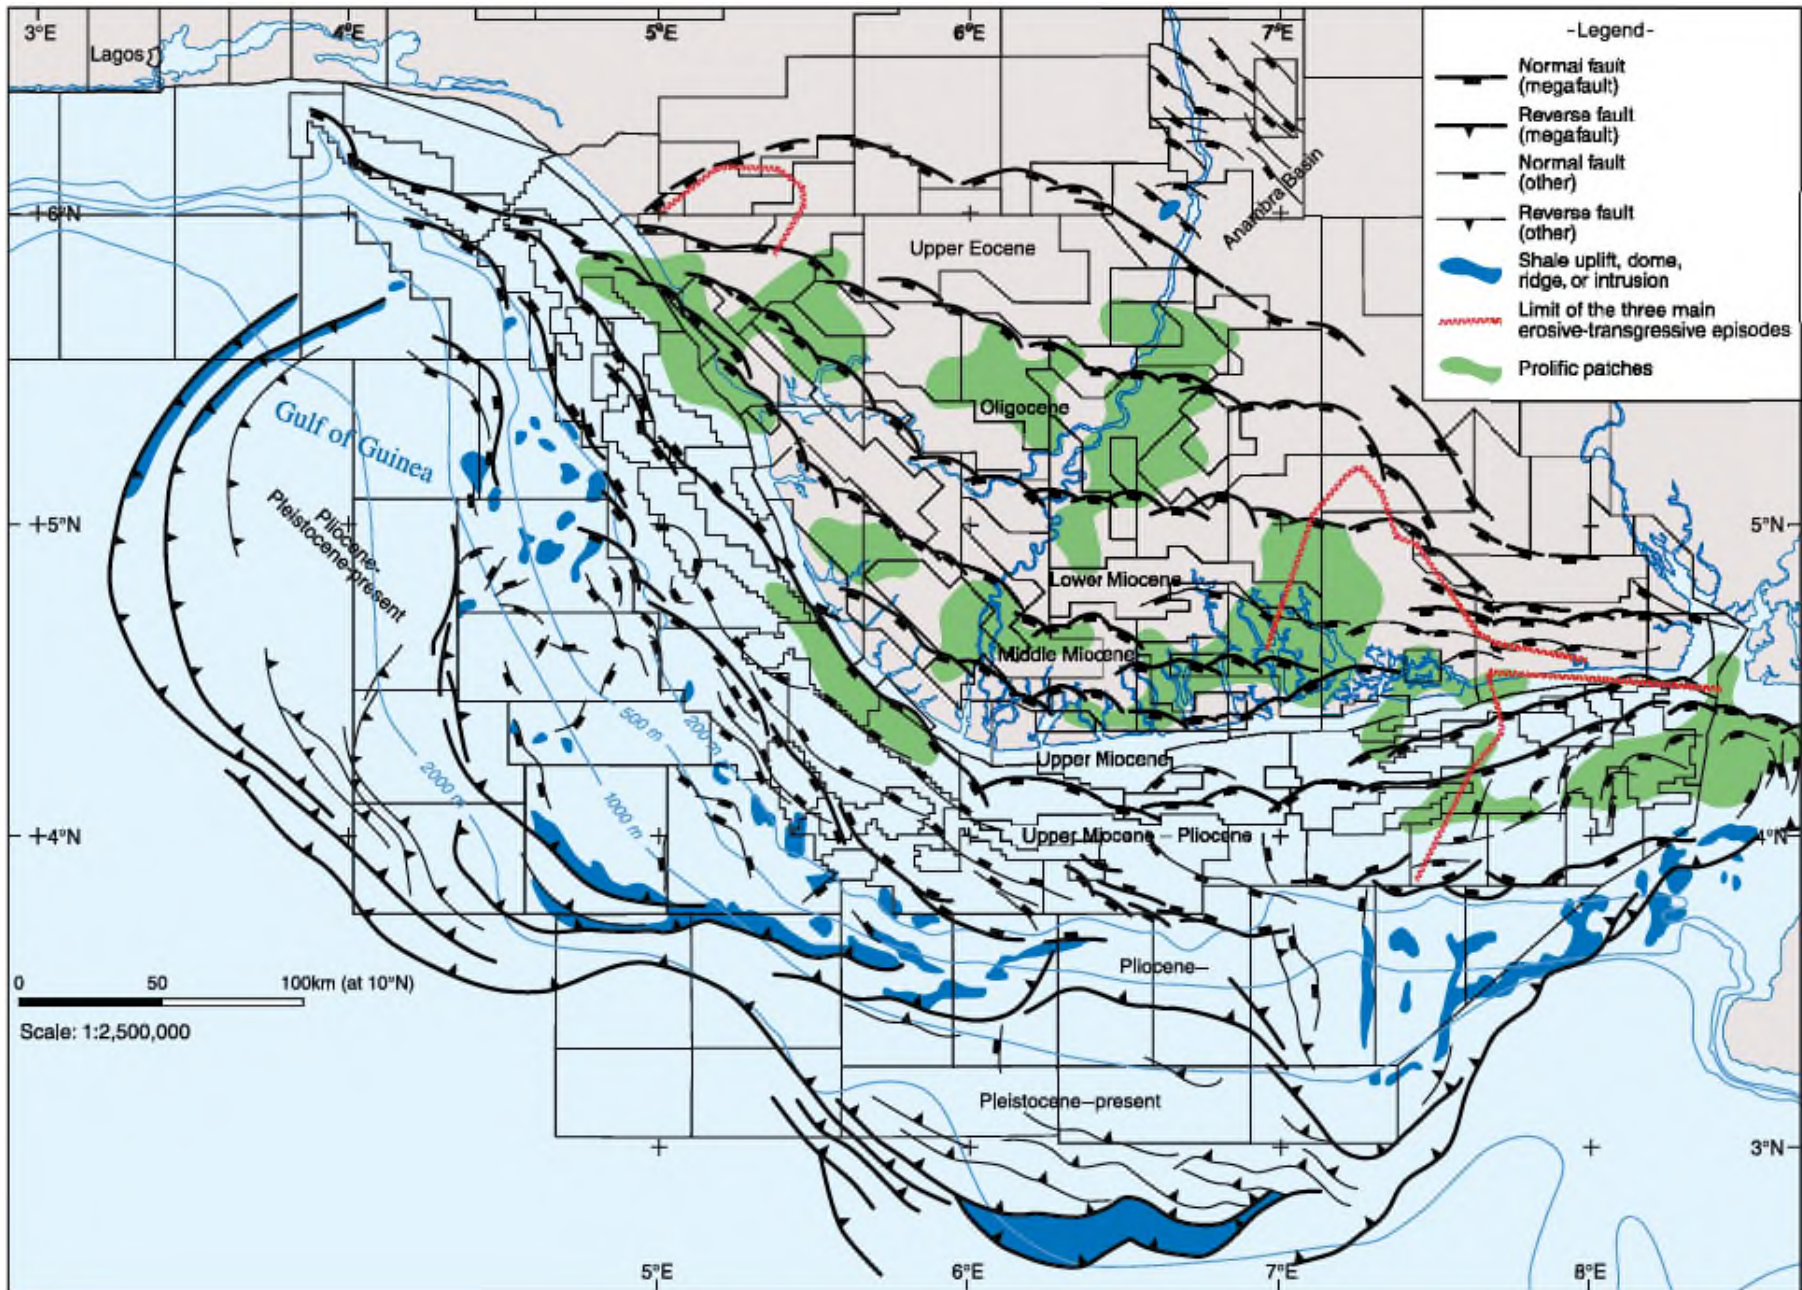 3°E
4°E
5°E
6°E
7°E
Lagos
-Legend-
Normal fault
(megafault)
Reverse fault
(megafault)
Normal fault
(other)
Reverse fault
(other)
Shale uplift, dome,
ridge, or intrusion
Limit of the three main
erosive-transgressive episodes
Prolific patches
Anambra Basin
6°N
Upper Eocene
Oligocene
Gulf of Guinea
Pliocene-
Pleistocene-present
5°N
5°N
Lower Miocene
Middle Miocene
200 m
500 m
1000 m
2000 m
Upper Miocene
4°N
Upper Miocene – Pliocene
4°N
Pliocene–
0 50 100km (at 10°N)
Scale: 1:2,500,000
Pleistocene–present
3°N
5°E
6°E
7°E
8°E